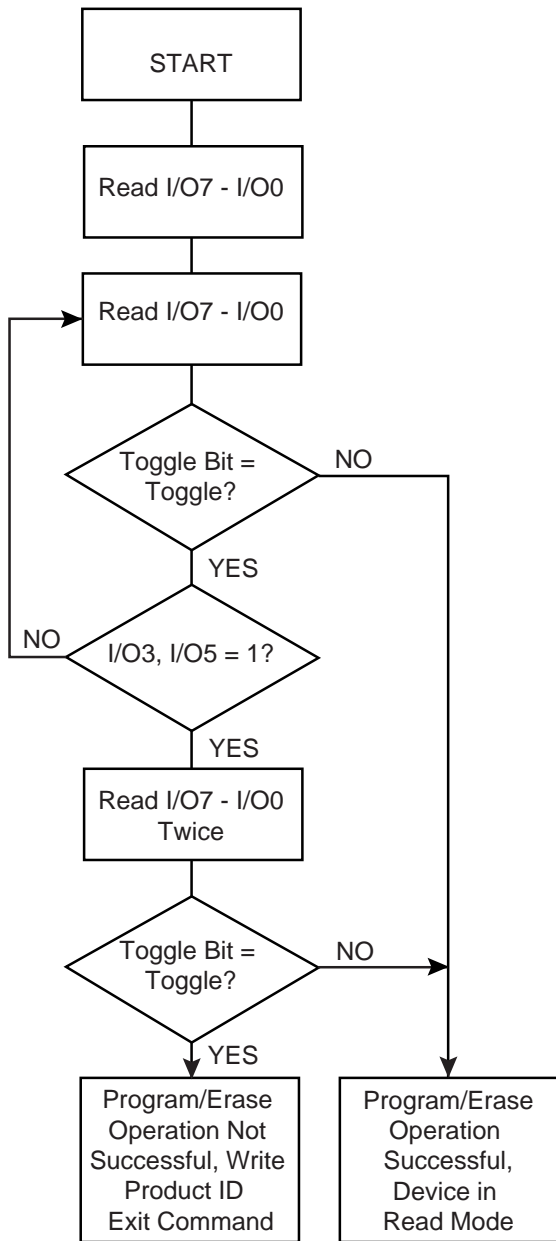 START
Read I/O7 - I/O0
Read I/O7 - I/O0
Toggle Bit =
Toggle?
NO
YES
NO
I/O3, I/O5 = 1?
YES
Read I/O7 - I/O0
Twice
Toggle Bit =
Toggle?
NO
YES
Program/Erase
Operation Not
Successful, Write
Product ID
Exit Command
Program/Erase
Operation
Successful,
Device in
Read Mode